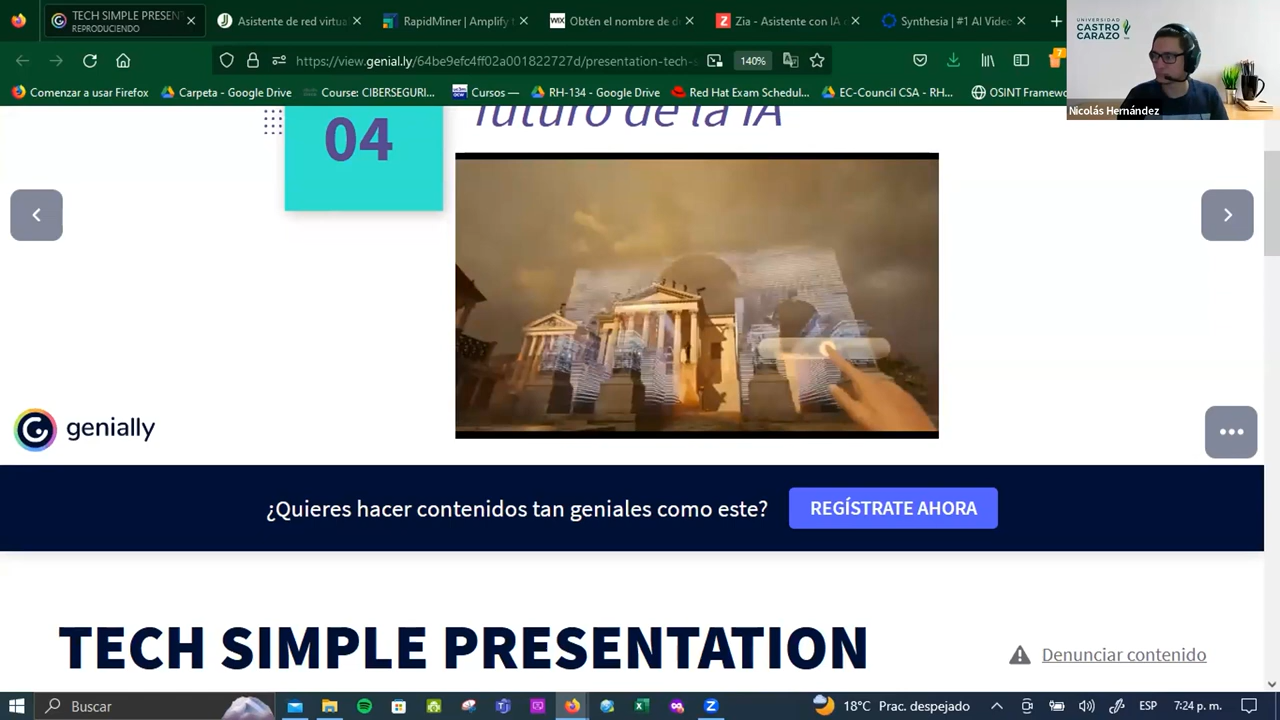 TECH SIMPLE PRESENT
REPRODUCIENDO
Asistente de red virtua
RapidMiner | Amplify
WIX
Obtén el nombre de d
Zia - Asistente con IA
Synthesia | #1 AI Video
https://view.genial.ly/64be9efc4ff02a001822727d/presentation-tech-s
140%
7
Comenzar a usar Firefox
Carpeta - Google Drive
Course: CIBERSEGURI...
Cursos —
RH-134 - Google Drive
Red Hat Exam Schedul...
EC-Council CSA - RH...
OSINT Framew
UNIVERSIDAD
CASTRO
CARAZO
Nicolás Hernández
futuro de la IA
04
genially
¿Quieres hacer contenidos tan geniales como este?
REGÍSTRATE AHORA
TECH SIMPLE PRESENTATION
Denunciar contenido
Buscar
18°C Prac. despejado
ESP
7:24 p. m.